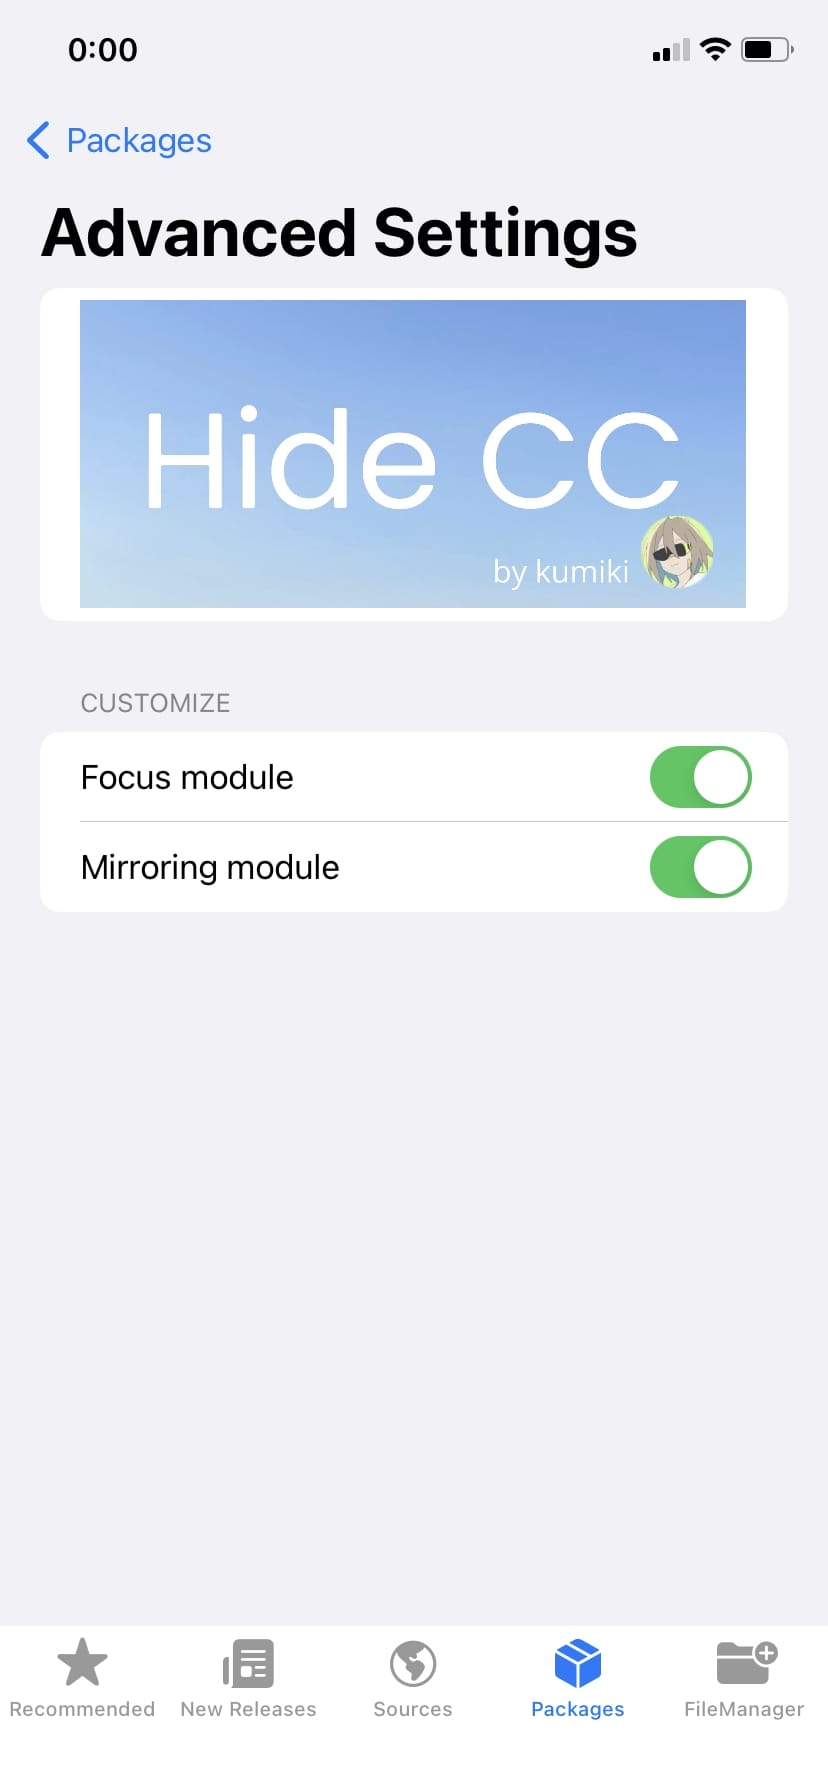 0:00
Packages
Advanced Settings
Hide CC
by kumiki
CUSTOMIZE
Focus module
Mirroring module
Recommended
New Releases
Sources
Packages
FileManager